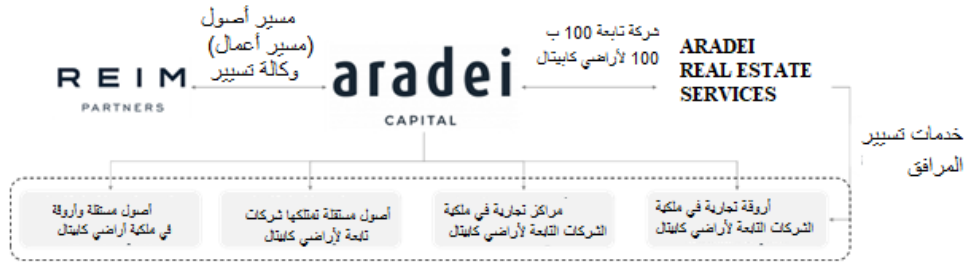 مسير أصول
(مسير أعمال)
وكالة تسيير
شركة تابعة 100 ب
100 لأراضي كابيتال
REIM
PARTNERS
aradei
CAPITAL
ARADEI
REAL ESTATE
SERVICES
خدمات تسيير
المرافق
أروقة تجارية في ملكية
الشركات التابعة لأراضي كابيتال
مراكز تجارية في ملكية
الشركات التابعة لأراضي كابيتال
أصول مستقلة تمتلكها شركات
تابعة لأراضي كابيتال
أصول مستقلة وأروقة
في ملكية أراضي كابيتال